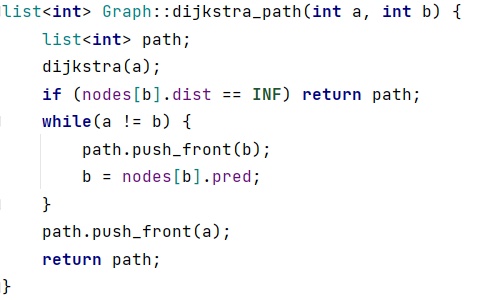 list<int> Graph::dijkstra_path(int a, int b) {
    list<int> path;
    dijkstra(a);
    if (nodes[b].dist == INF) return path;
    while(a != b) {
        path.push_front(b);
        b = nodes[b].pred;
    }
    path.push_front(a);
    return path;
}